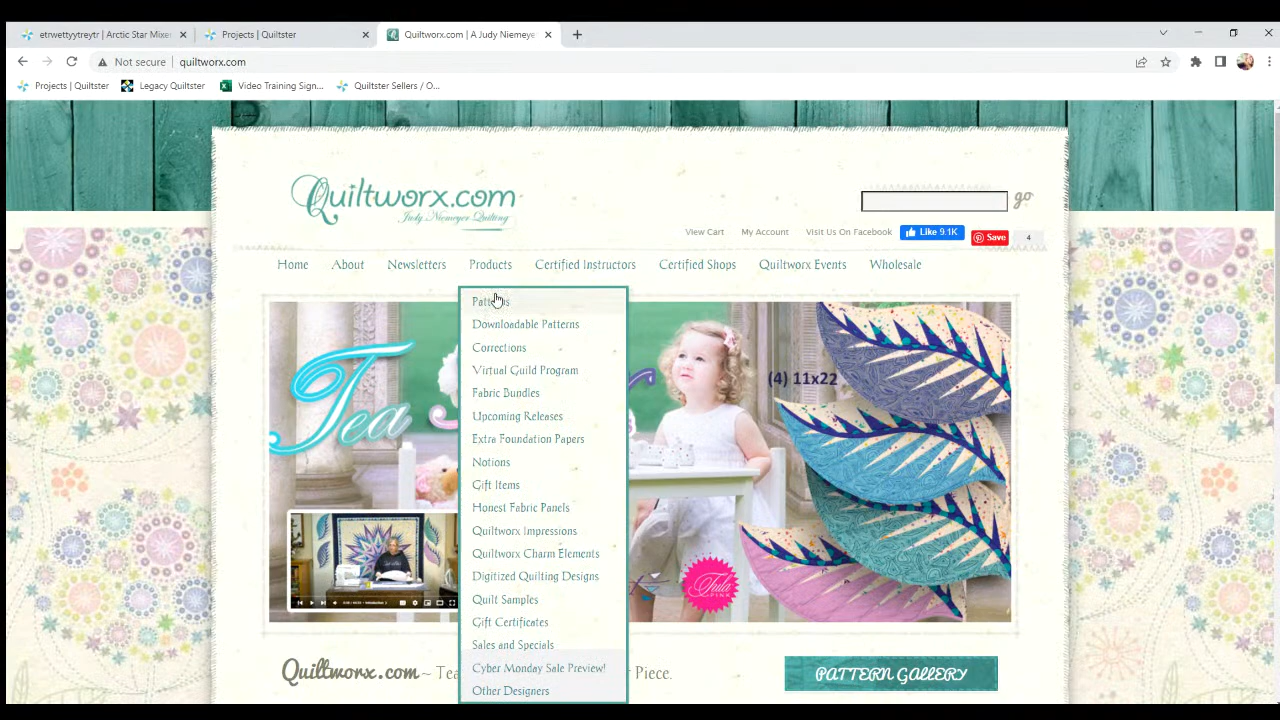 etrwettyytreytr | Arctic Star Mixer
Projects | Quiltster
Quiltworx.com | A Judy Niemeye
Not secure | quiltworx.com
Projects | Quiltster
Legacy Quiltster
Video Training Sign...
Quiltster Sellers / O...
Quiltworx.com
Judy Niemeyer Quilting
go
View Cart
My Account
Visit Us On Facebook
Like 9.1K
Save
4
Home
About
Newsletters
Products
Certified Instructors
Certified Shops
Quiltworx Events
Wholesale
Patterns
Downloadable Patterns
Corrections
Virtual Guild Program
Fabric Bundles
Upcoming Releases
Extra Foundation Papers
Notions
Gift Items
Honest Fabric Panels
Quiltworx Impressions
Quiltworx Charm Elements
Digitized Quilting Designs
Quilt Samples
Gift Certificates
Sales and Specials
Cyber Monday Sale Preview!
Other Designers
Tea
(4) 11x22
Tula
PINK
Quiltworx.com ~ Tea
Piece.
PATTERN GALLERY